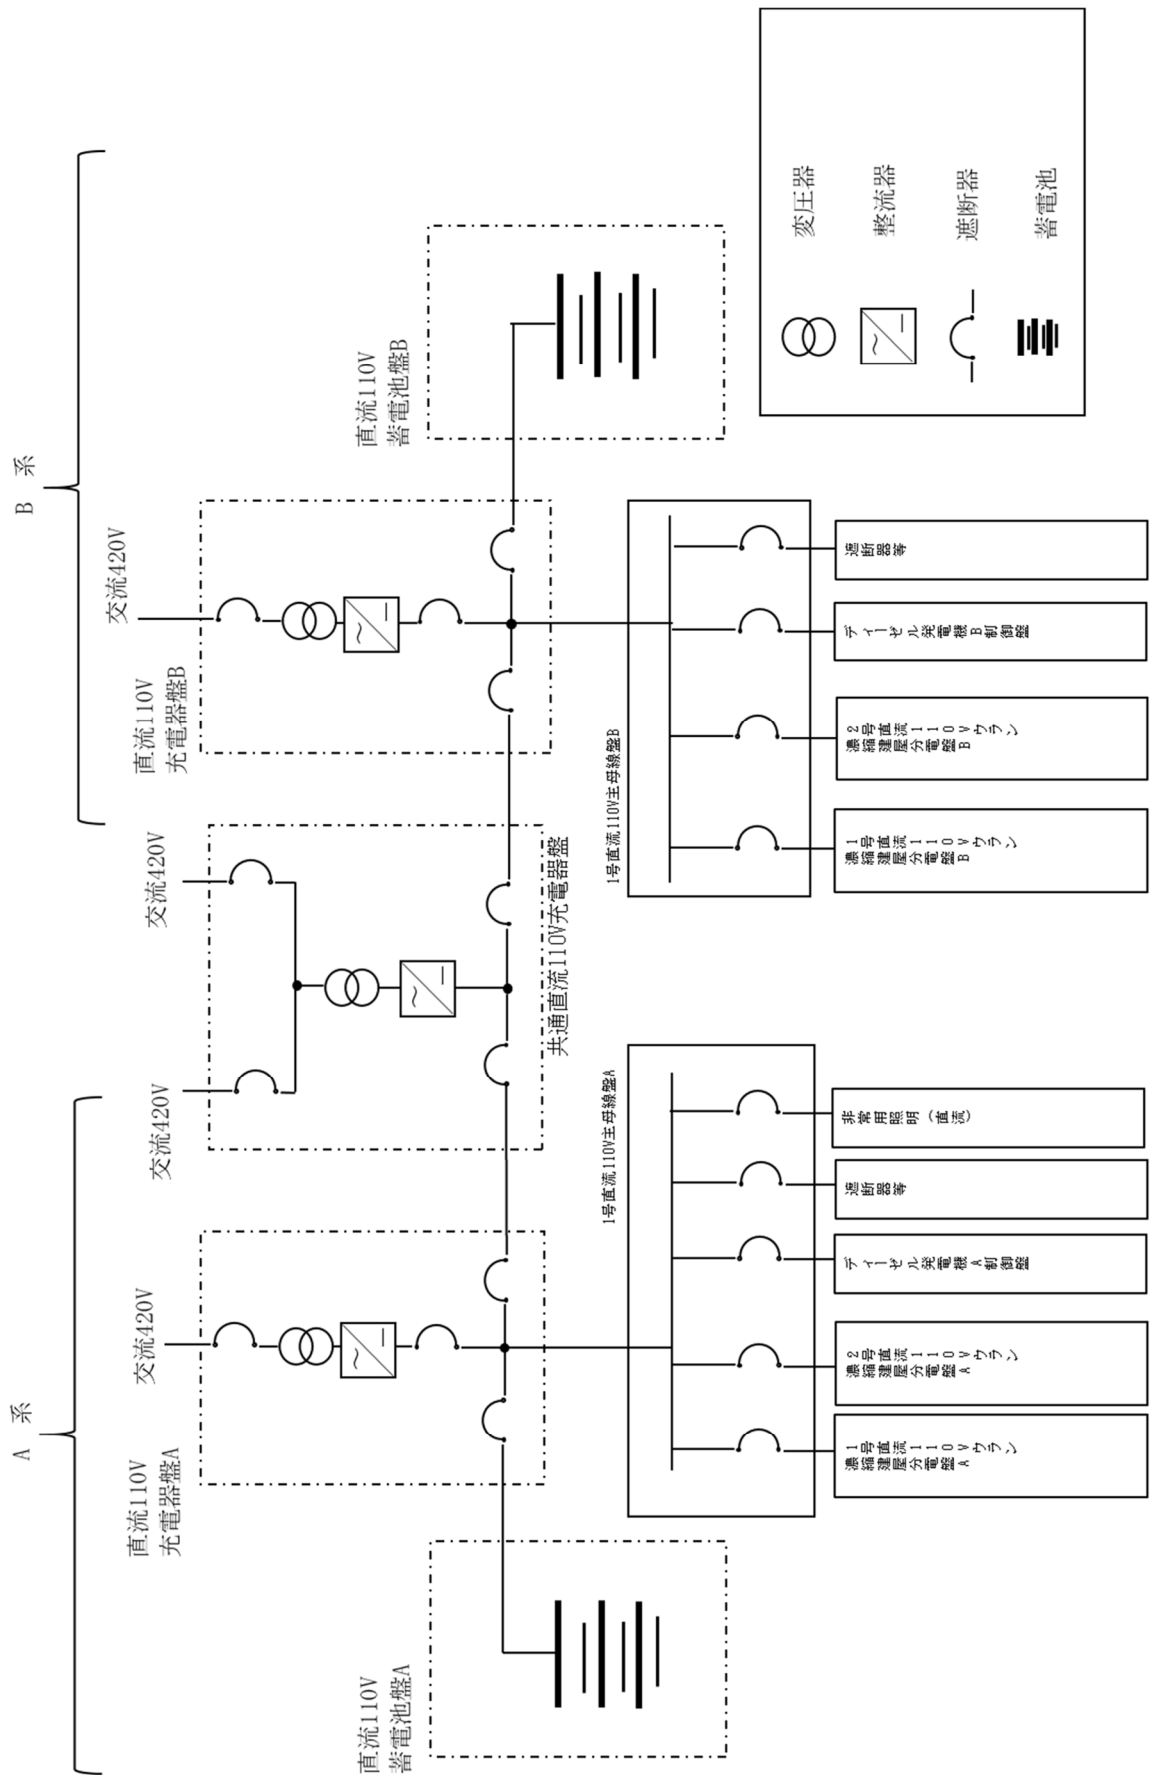 A 系
B 系
直流110V
蓄電池盤A
直流110V
充電器盤A
交流420V
交流420V
交流420V
共通直流110V充電器盤
直流110V
充電器盤B
交流420V
直流110V
蓄電池盤B
1号直流110V主母線盤A
1号直流110Vウラン
濃縮建屋分電盤A
2号直流110Vウラン
濃縮建屋分電盤A
ディーゼル発電機A制御盤
遮断器等
非常用照明(直流)
1号直流110V主母線盤B
1号直流110Vウラン
濃縮建屋分電盤B
2号直流110Vウラン
濃縮建屋分電盤B
ディーゼル発電機B制御盤
遮断器等
変圧器
整流器
遮断器
蓄電池